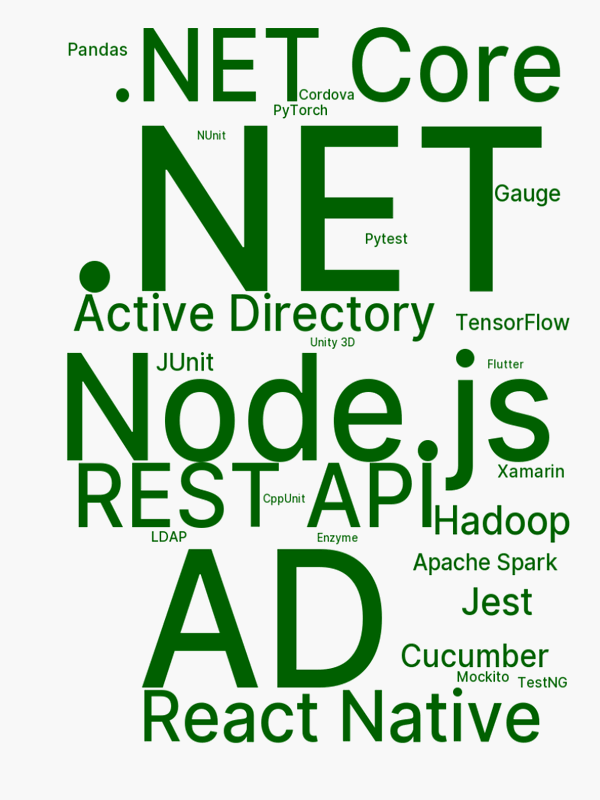 .NET Core
Pandas
Cordova
PyTorch
.NET
NUnit
Gauge
Pytest
Active Directory
TensorFlow
Unity 3D
Node.js
JUnit
Flutter
REST API
Xamarin
CppUnit
Hadoop
LDAP
Enzyme
AD
Apache Spark
Jest
Cucumber
Mockito
TestNG
React Native